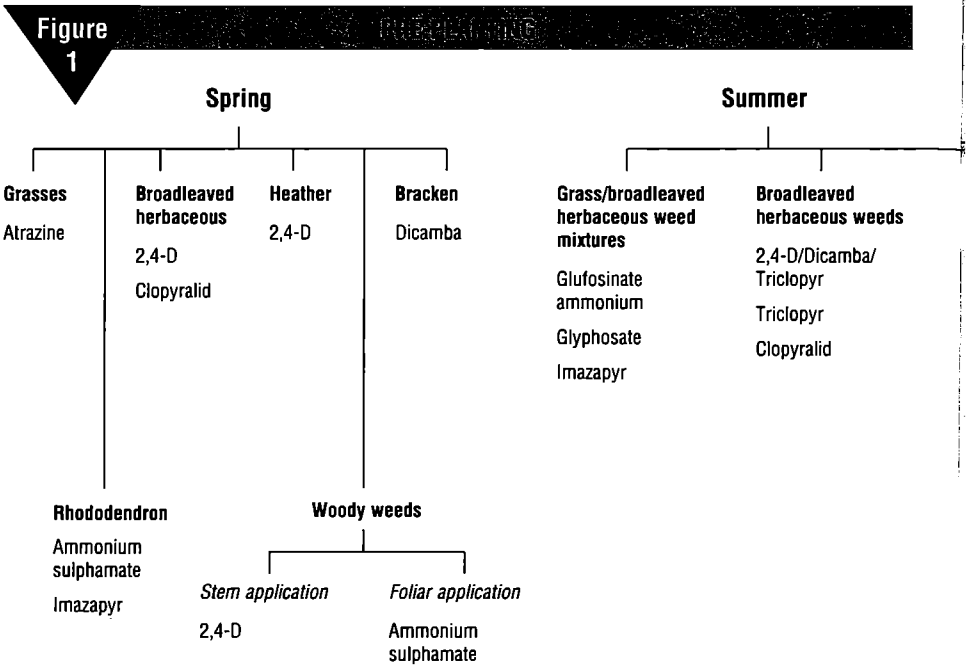 Figure
1
PRE-PLANTING
Spring
Grasses
Atrazine
Broadleaved
herbaceous
2,4-D
Clopyralid
Heather
2,4-D
Bracken
Dicamba
Rhododendron
Ammonium
sulphamate
Imazapyr
Woody weeds
Stem application
2,4-D
Foliar application
Ammonium
sulphamate
Summer
Grass/broadleaved
herbaceous weed
mixtures
Glufosinate
ammonium
Glyphosate
Imazapyr
Broadleaved
herbaceous weeds
2,4-D/Dicamba/
Triclopyr
Triclopyr
Clopyralid